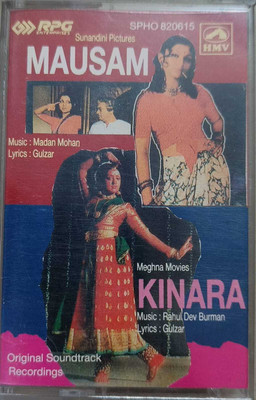 RPG
ENTERPRISES
SPHO 820615
HMV
Sunandini Pictures
MAUSAM
Music : Madan Mohan
Lyrics : Gulzar
Meghna Movies
KINARA
Music : Rahul Dev Burman
Lyrics : Gulzar
Original Soundtrack
Recordings